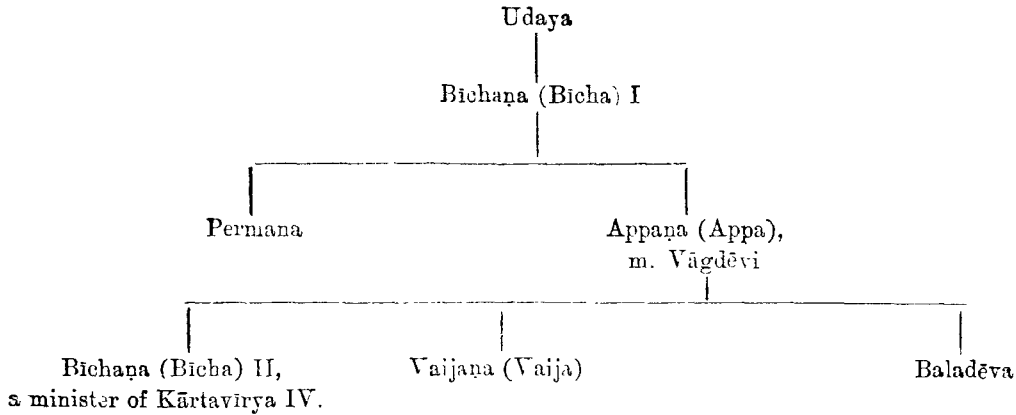 Udaya
Bīchaṇa (Bīcha) I
Permana
Appaṇa (Appa),
m. Vāgdēvi
Bīchaṇa (Bīcha) II,
a minister of Kārtavīrya IV.
Vaijaṇa (Vaija)
Baladēva